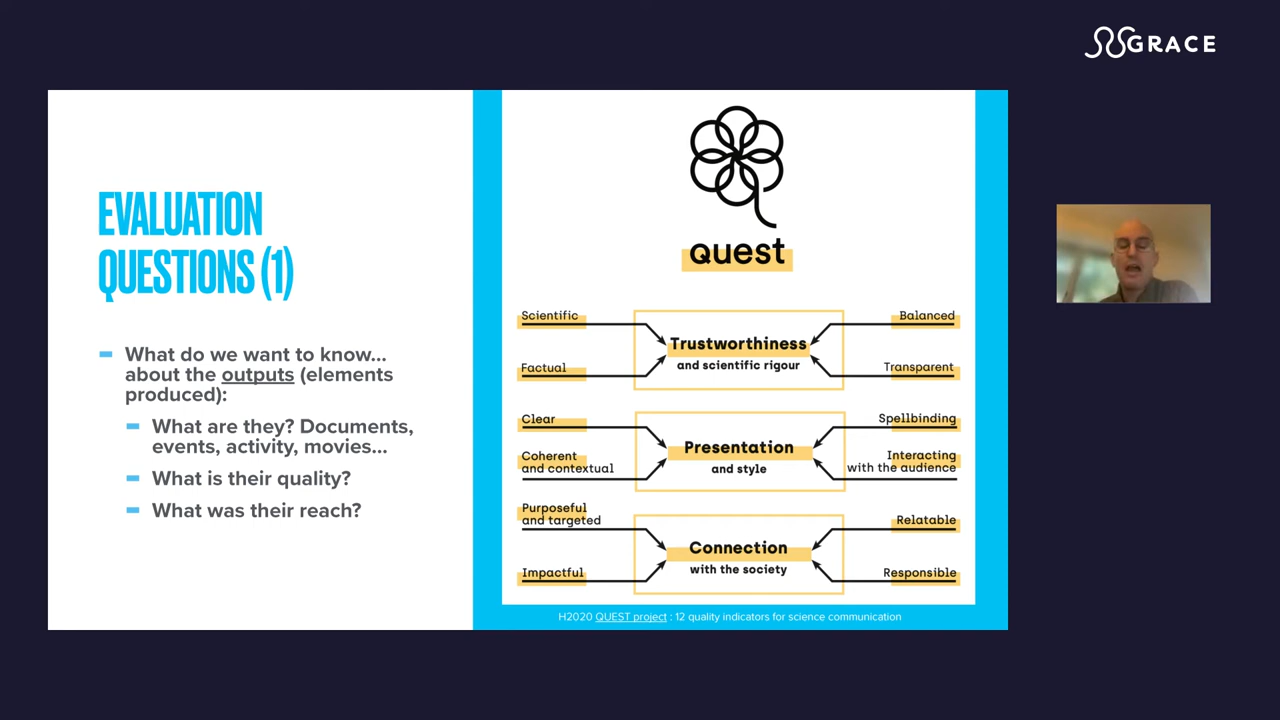 GRACE
EVALUATION
QUESTIONS (1)
What do we want to know...
about the outputs (elements
produced):
What are they? Documents,
events, activity, movies...
What is their quality?
What was their reach?
quest
Scientific
Balanced
Trustworthiness
and scientific rigour
Factual
Transparent
Clear
Spellbinding
Presentation
and style
Coherent
and contextual
Interacting
with the audience
Purposeful
and targeted
Relatable
Connection
with the society
Impactful
Responsible
H2020 QUEST project : 12 quality indicators for science communication